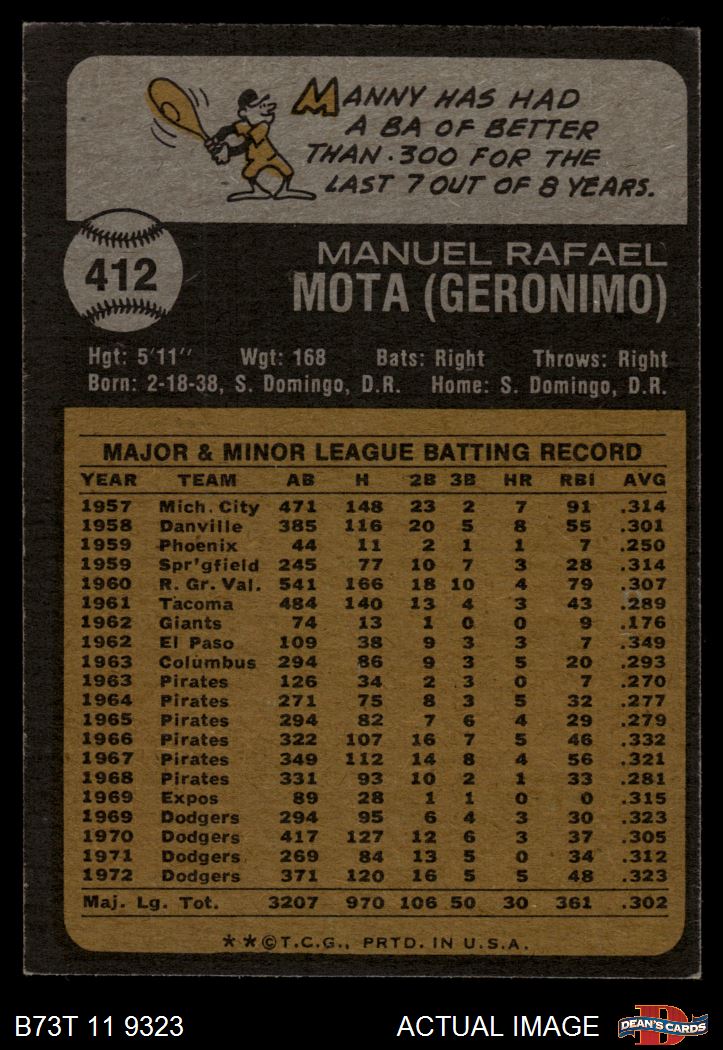 MANNY HAS HAD
A BA OF BETTER
THAN .300 FOR THE
LAST 7 OUT OF 8 YEARS.
412
MANUEL RAFAEL
MOTA (GERONIMO)
Hgt: 5'11" Wgt: 168 Bats: Right Throws: Right
Born: 2-18-38, S. Domingo, D.R. Home: S. Domingo, D.R.
MAJOR & MINOR LEAGUE BATTING RECORD
YEAR TEAM AB H 2B 3B HR RBI AVG
1957 Mich. City 471 148 23 2 7 91 .314
1958 Danville 385 116 20 5 8 55 .301
1959 Phoenix 44 11 2 1 1 7 .250
1959 Spr'gfield 245 77 10 7 3 28 .314
1960 R. Gr. Val. 541 166 18 10 4 79 .307
1961 Tacoma 484 140 13 4 3 43 .289
1962 Giants 74 13 1 0 0 9 .176
1962 El Paso 109 38 9 3 3 7 .349
1963 Columbus 294 86 9 3 5 20 .293
1963 Pirates 126 34 2 3 0 7 .270
1964 Pirates 271 75 8 3 5 32 .277
1965 Pirates 294 82 7 6 4 29 .279
1966 Pirates 322 107 16 7 5 46 .332
1967 Pirates 349 112 14 8 4 56 .321
1968 Pirates 331 93 10 2 1 33 .281
1969 Expos 89 28 1 1 0 0 .315
1969 Dodgers 294 95 6 4 3 30 .323
1970 Dodgers 417 127 12 6 3 37 .305
1971 Dodgers 269 84 13 5 0 34 .312
1972 Dodgers 371 120 16 5 5 48 .323
Maj. Lg. Tot. 3207 970 106 50 30 361 .302
**©T.C.G., PRTD. IN U.S.A.
B73T 11 9323 ACTUAL IMAGE DEAN'S CARDS